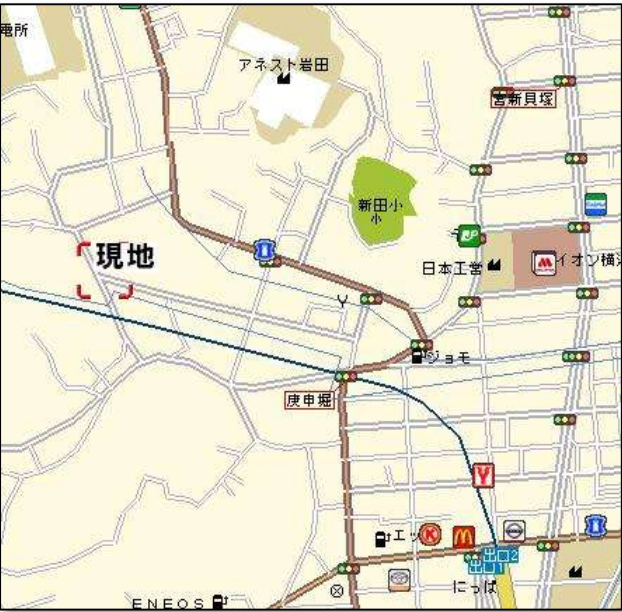 電所
アネスト岩田
宮新貝塚
新田小
小
現地
日本工営
イオン横浜
Y
ジョモ
庚申堀
Y
エッ
K
M
出口2
出口1
にっぱ
ENEOS